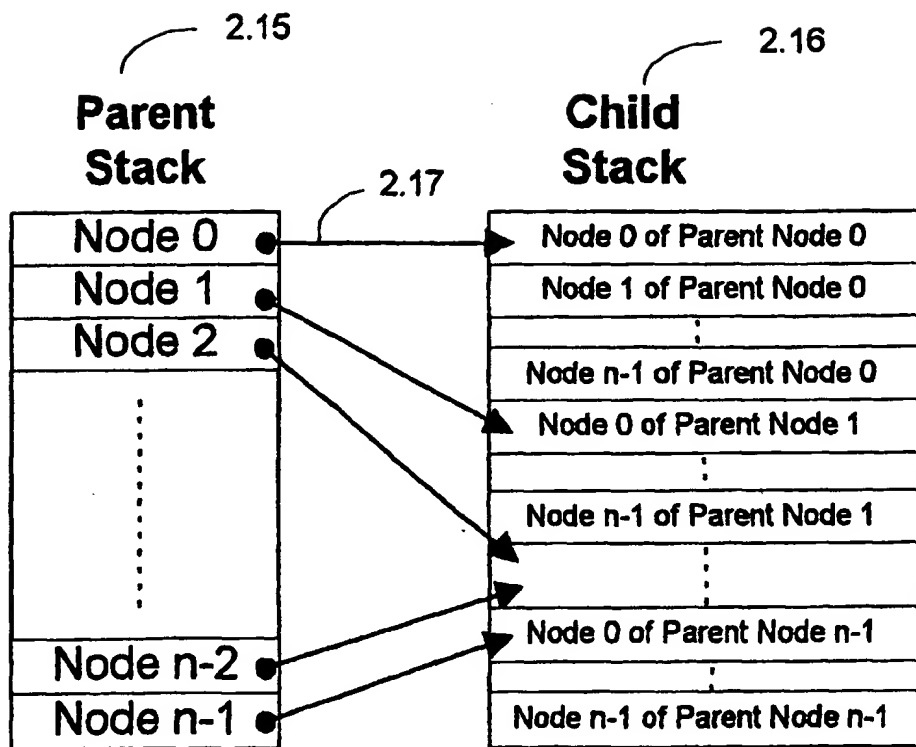 2.15
2.16
Parent
Stack
Child
Stack
2.17
Node 0
Node 1
Node 2
Node n-2
Node n-1
Node 0 of Parent Node 0
Node 1 of Parent Node 0
Node n-1 of Parent Node 0
Node 0 of Parent Node 1
Node n-1 of Parent Node 1
Node 0 of Parent Node n-1
Node n-1 of Parent Node n-1